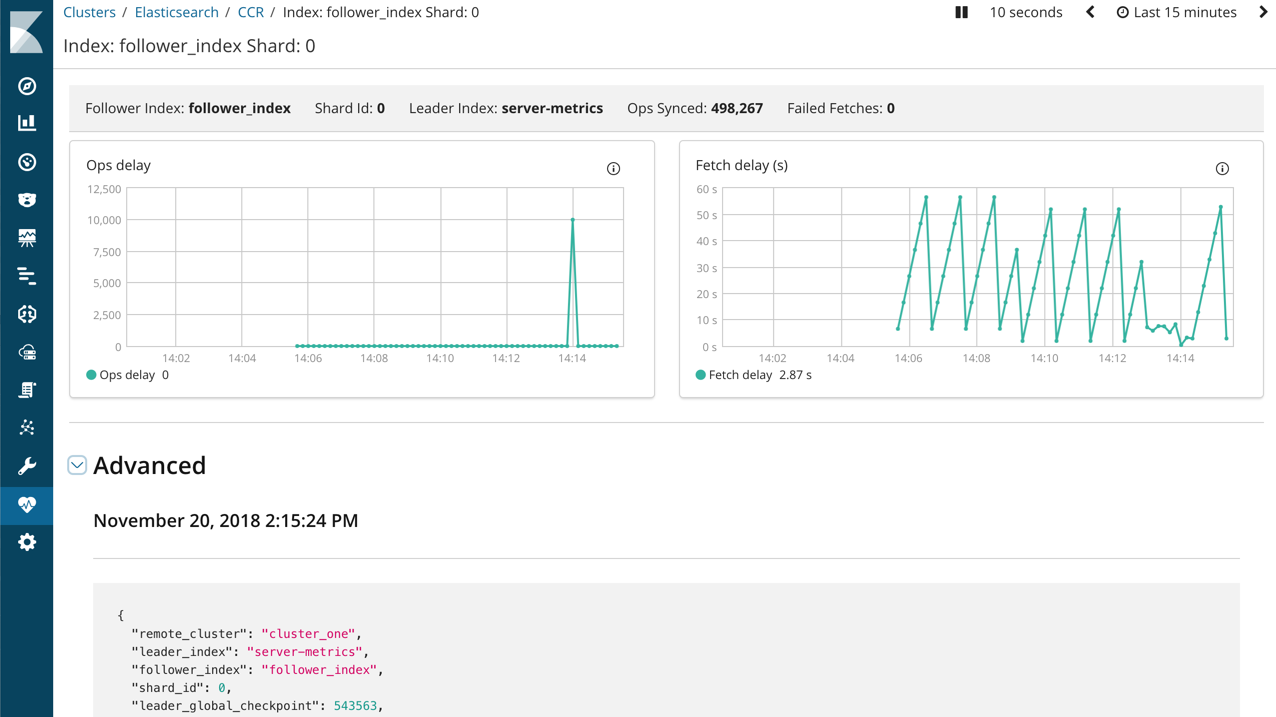 Clusters / Elasticsearch / CCR / Index: follower_index Shard: 0 10 seconds Last 15 minutes
Index: follower_index Shard: 0
Follower Index: follower_index Shard Id: 0 Leader Index: server-metrics Ops Synced: 498,267 Failed Fetches: 0
Ops delay
12,500
10,000
7,500
5,000
2,500
0
14:02 14:04 14:06 14:08 14:10 14:12 14:14
Ops delay 0
Fetch delay (s)
60 s
50 s
40 s
30 s
20 s
10 s
0 s
14:02 14:04 14:06 14:08 14:10 14:12 14:14
Fetch delay 2.87 s
Advanced
November 20, 2018 2:15:24 PM
{
"remote_cluster": "cluster_one",
"leader_index": "server-metrics",
"follower_index": "follower_index",
"shard_id": 0,
"leader_global_checkpoint": 543563,